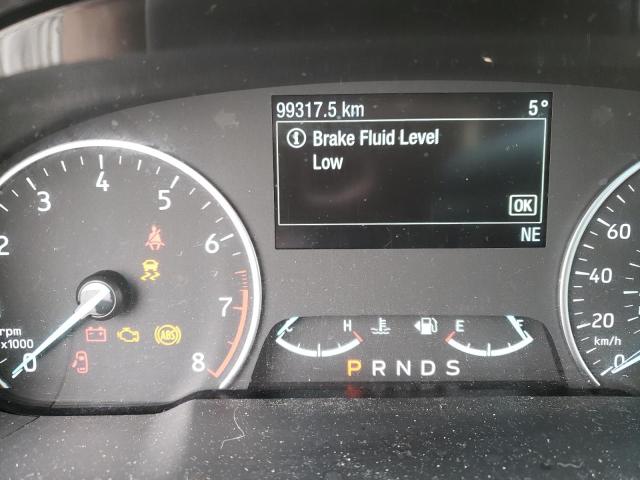 99317.5 km 5°
i Brake Fluid Level
Low
OK
NE
2 3 4 5 6 7 8
rpm
x1000
0
ABS
C H E F
P R N D S
60
40
20
km/h
0